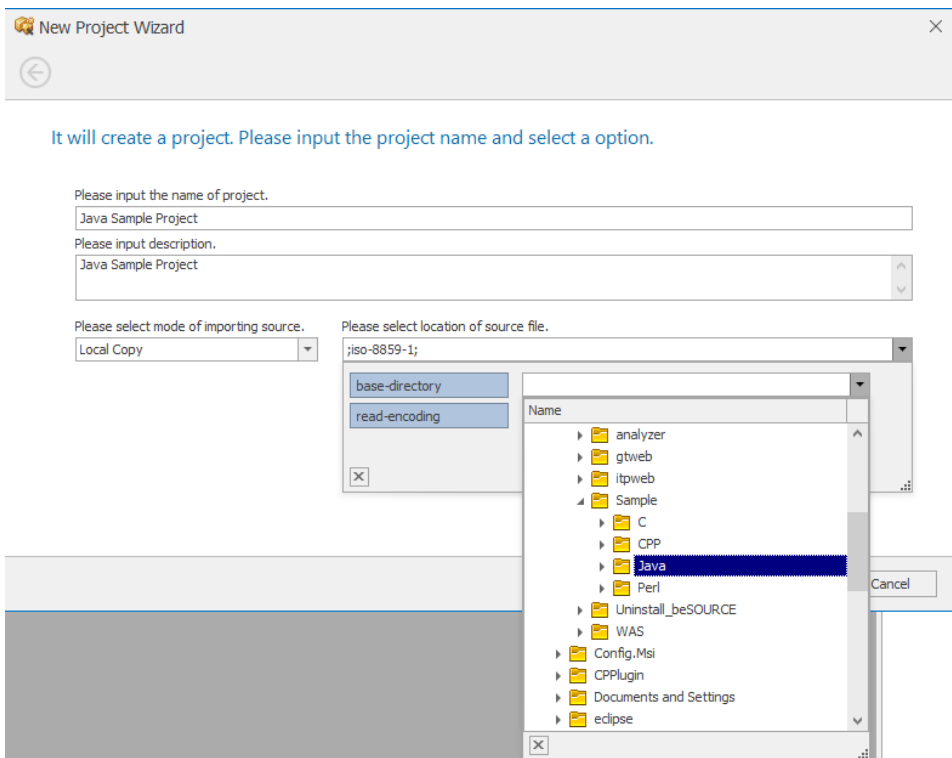 New Project Wizard
It will create a project. Please input the project name and select a option.
Please input the name of project.
Java Sample Project
Please input description.
Java Sample Project
Please select mode of importing source.
Please select location of source file.
Local Copy
;iso-8859-1;
base-directory
read-encoding
Name
analyzer
gtweb
itpweb
Sample
C
CPP
Java
Perl
Uninstall_beSOURCE
WAS
Config.Msi
CPPlugin
Documents and Settings
eclipse
Cancel